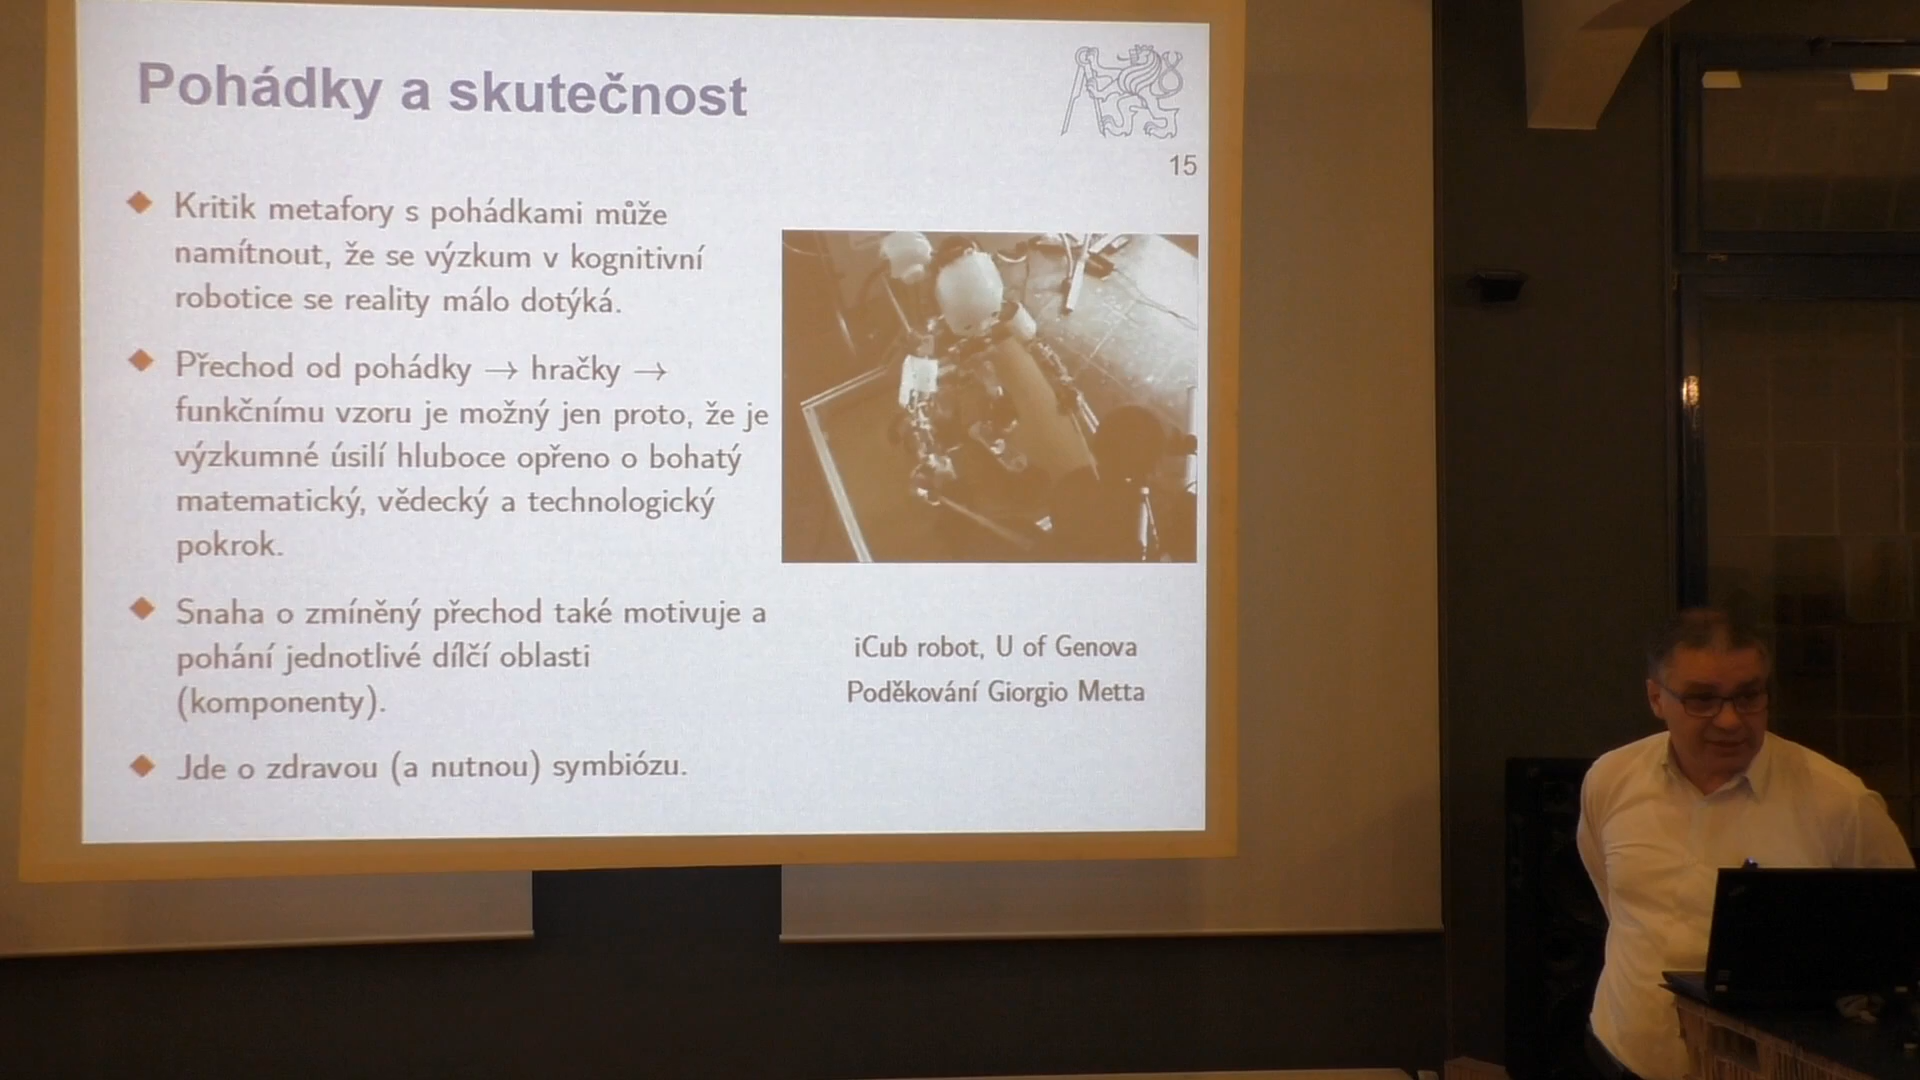 Pohádky a skutečnost
15
◆ Kritik metafory s pohádkami může
namítnout, že se výzkum v kognitivní
robotice se reality málo dotýká.
◆ Přechod od pohádky → hračky →
funkčnímu vzoru je možný jen proto, že je
výzkumné úsilí hluboce opřeno o bohatý
matematický, vědecký a technologický
pokrok.
◆ Snaha o zmíněný přechod také motivuje a
pohání jednotlivé dílčí oblasti
(komponenty).
◆ Jde o zdravou (a nutnou) symbiózu.
iCub robot, U of Genova
Poděkování Giorgio Metta